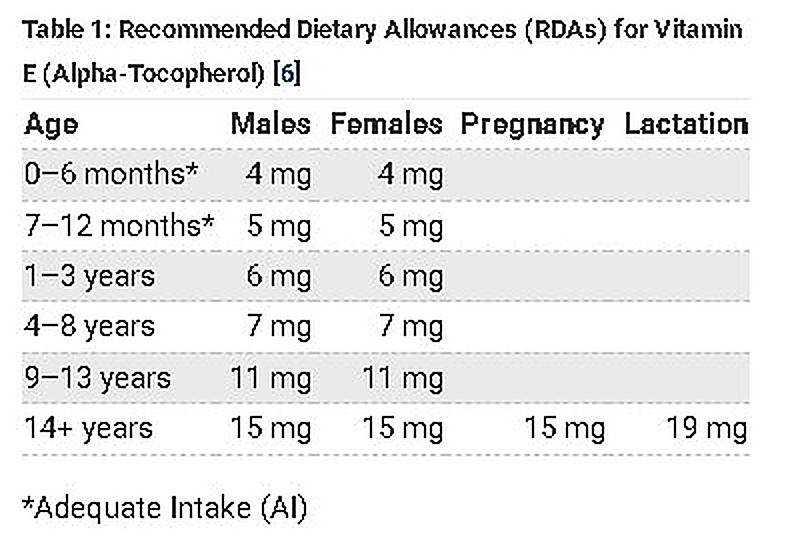 Table 1: Recommended Dietary Allowances (RDAs) for Vitamin
E (Alpha-Tocopherol) [6]
Age Males Females Pregnancy Lactation
0–6 months* 4 mg 4 mg
7–12 months* 5 mg 5 mg
1–3 years 6 mg 6 mg
4–8 years 7 mg 7 mg
9–13 years 11 mg 11 mg
14+ years 15 mg 15 mg 15 mg 19 mg
*Adequate Intake (AI)